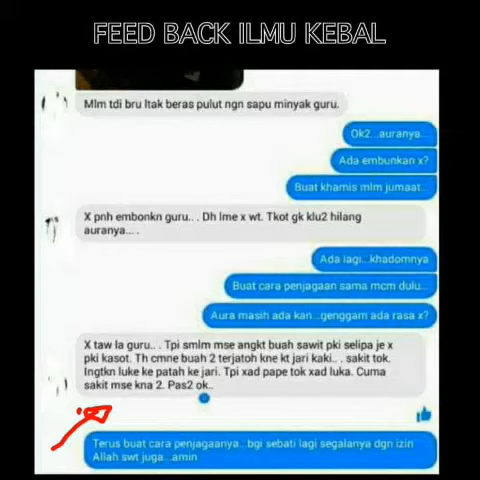 FEED BACK ILMU KEBAL
Mlm tdi bru ltak beras pulut ngn sapu minyak guru.
Ok2...auranya...
Ada embunkan x?
Buat khamis mlm jumaat...
X pnh embonkn guru.. . Dh lme x wt. Tkot gk klu2 hilang
auranya... .
Ada lagi...khadomnya
Buat cara penjagaan sama mcm dulu...
Aura masih ada kan...genggam ada rasa x?
X taw la guru.. . Tpi smlm mse angkt buah sawit pki selipa je x
pki kasot. Th cmne buah 2 terjatoh kne kt jari kaki.. . sakit tok.
Ingtkn luke ke patah ke jari. Tpi xad pape tok xad luka. Cuma
sakit mse kna 2. Pas2 ok..
Terus buat cara penjagaanya...bgi sebati lagi segalanya dgn izin
Allah swt juga...amin